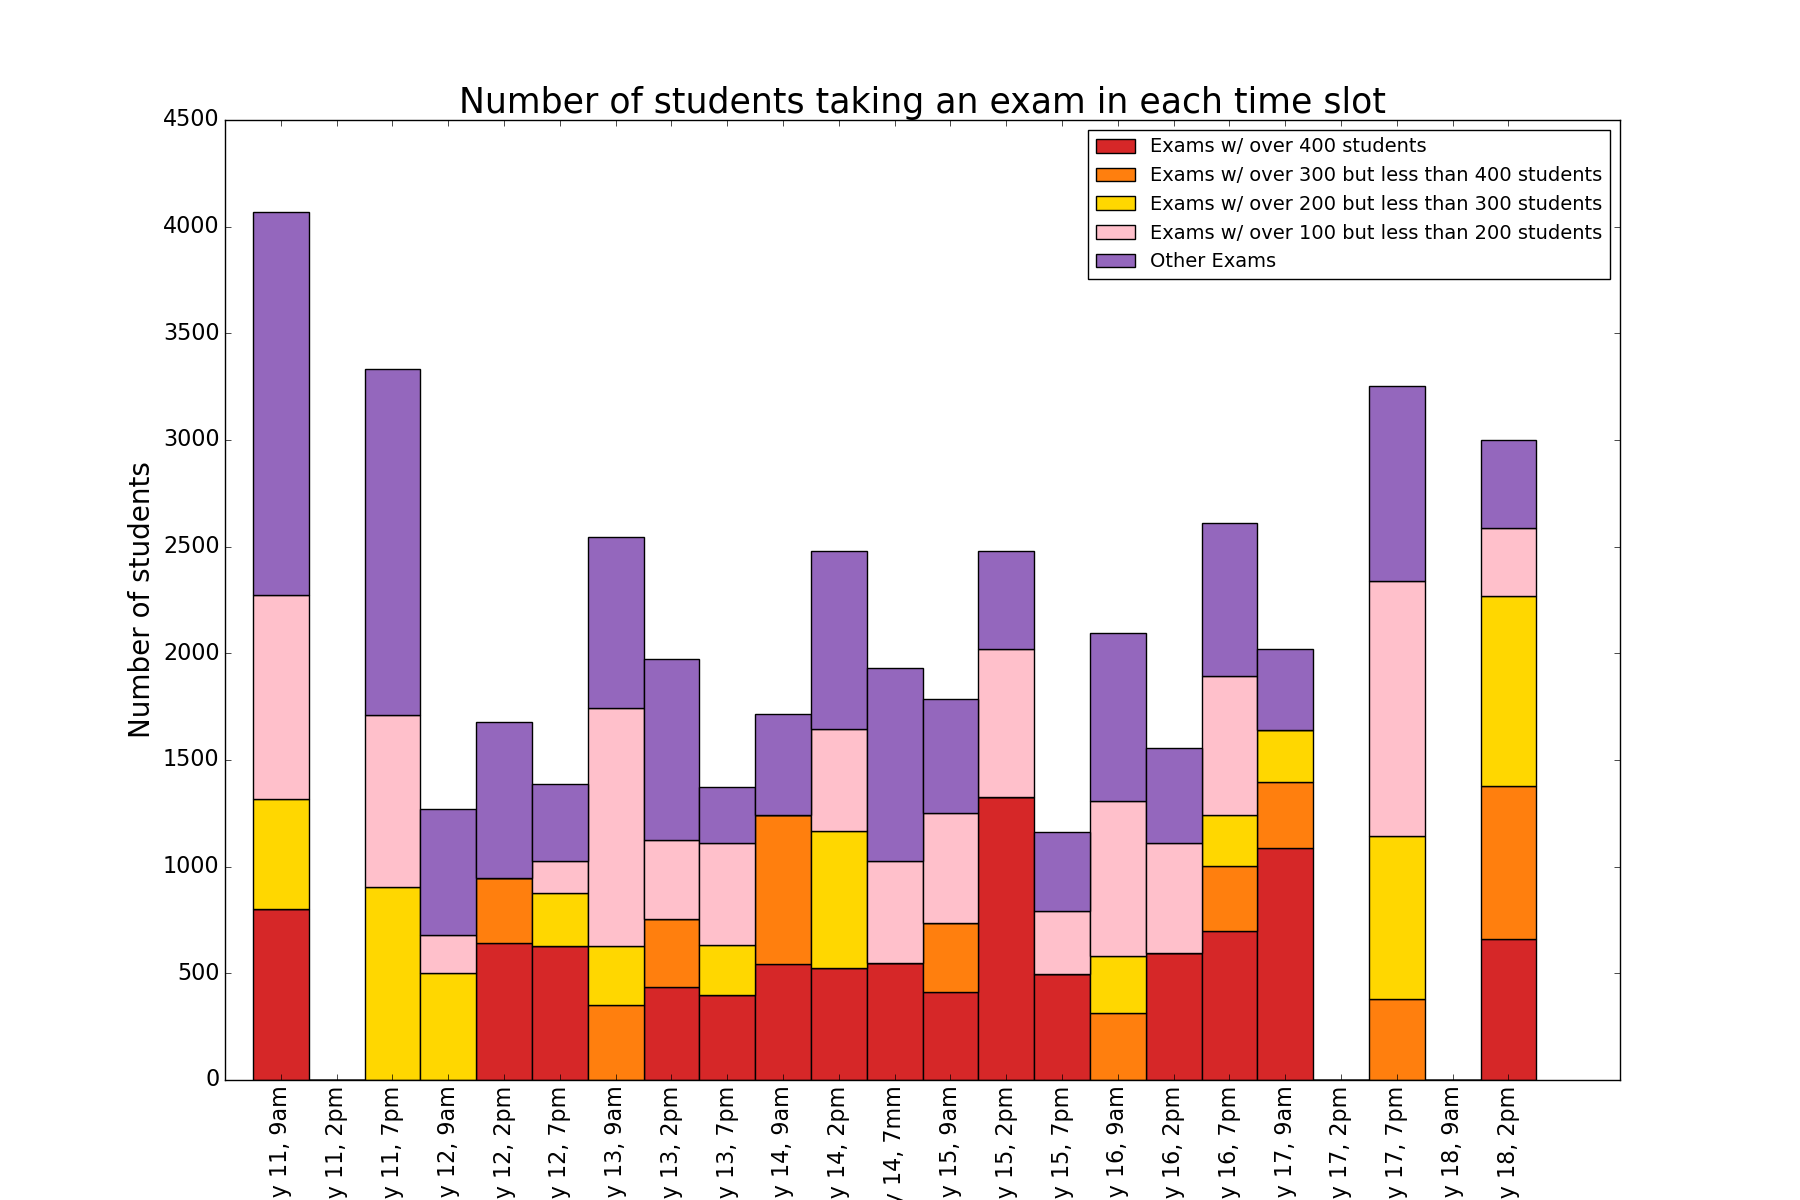 Number of students taking an exam in each time slot
Exams w/ over 400 students
Exams w/ over 300 but less than 400 students
Exams w/ over 200 but less than 300 students
Exams w/ over 100 but less than 200 students
Other Exams
Number of students
4500
4000
3500
3000
2500
2000
1500
1000
500
0
y 11, 9am
y 11, 2pm
y 11, 7pm
y 12, 9am
y 12, 2pm
y 12, 7pm
y 13, 9am
y 13, 2pm
y 13, 7pm
y 14, 9am
y 14, 2pm
y 14, 7mm
y 15, 9am
y 15, 2pm
y 15, 7pm
y 16, 9am
y 16, 2pm
y 16, 7pm
y 17, 9am
y 17, 2pm
y 17, 7pm
y 18, 9am
y 18, 2pm